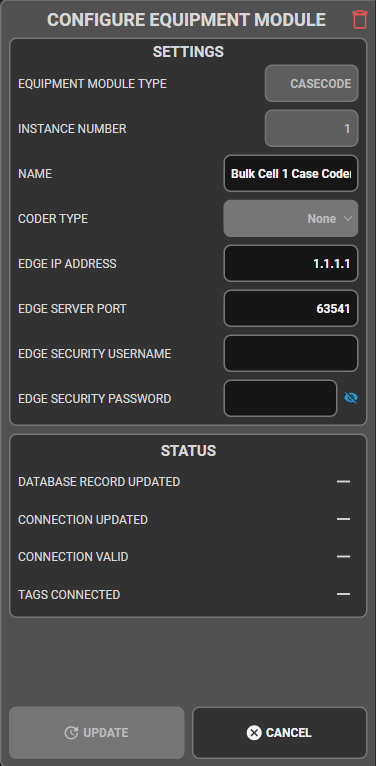 CONFIGURE EQUIPMENT MODULE
SETTINGS
EQUIPMENT MODULE TYPE CASECODE
INSTANCE NUMBER 1
NAME Bulk Cell 1 Case Coder
CODER TYPE None
EDGE IP ADDRESS 1.1.1.1
EDGE SERVER PORT 63541
EDGE SECURITY USERNAME
EDGE SECURITY PASSWORD
STATUS
DATABASE RECORD UPDATED —
CONNECTION UPDATED —
CONNECTION VALID —
TAGS CONNECTED —
UPDATE CANCEL